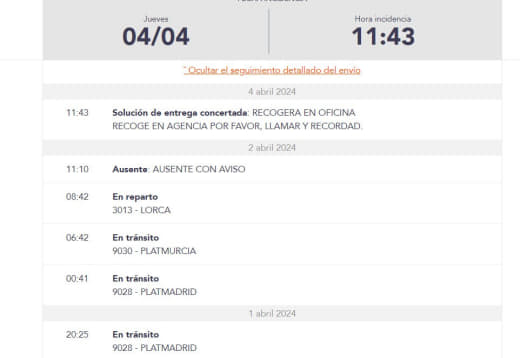 FECHA INCIDENCIA
Jueves
04/04
Hora incidencia
11:43
ˆ Ocultar el seguimiento detallado del envío
4 abril 2024
11:43 Solución de entrega concertada: RECOGERA EN OFICINA
RECOGE EN AGENCIA POR FAVOR, LLAMAR Y RECORDAD.
2 abril 2024
11:10 Ausente: AUSENTE CON AVISO
08:42 En reparto
3013 - LORCA
06:42 En tránsito
9030 - PLATMURCIA
00:41 En tránsito
9028 - PLATMADRID
1 abril 2024
20:25 En tránsito
9028 - PLATMADRID